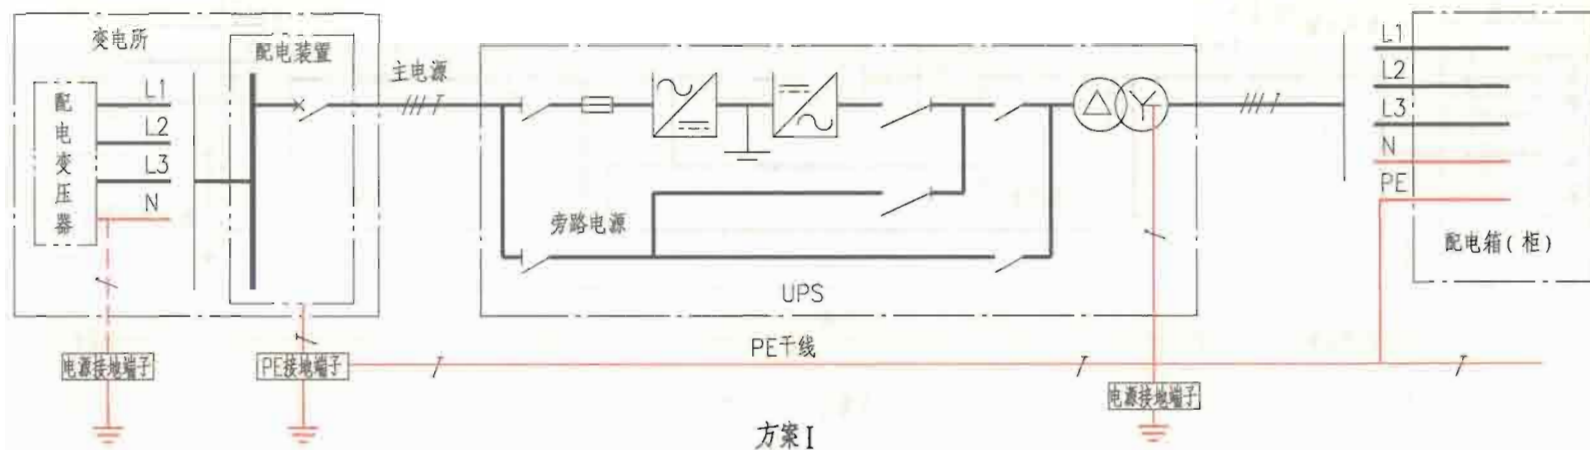 变电所
配电装置
配电变压器
L1
L2
L3
N
主电源
旁路电源
UPS
L1
L2
L3
N
PE
配电箱(柜)
PE干线
电源接地端子
PE接地端子
电源接地端子
方案I